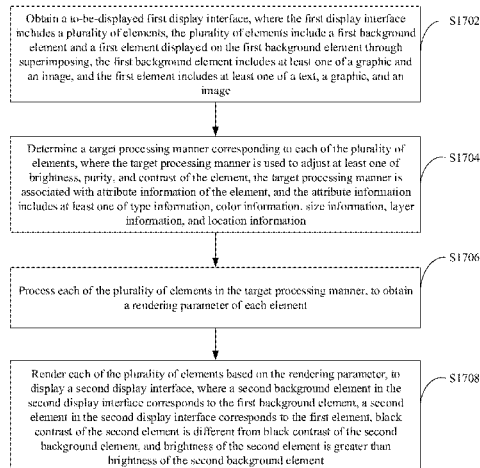 Obtain a to-be-displayed first display interface, where the first display interface
includes a plurality of elements, the plurality of elements include a first background
element and a first element displayed on the first background element through
superimposing, the first background element includes at least one of a graphic and
an image, and the first element includes at least one of a text, a graphic, and an
image
S1702
Determine a target processing manner corresponding to each of the plurality of
elements, where the target processing manner is used to adjust at least one of
brightness, purity, and contrast of the element, the target processing manner is
associated with attribute information of the element, and the attribute information
includes at least one of type information, color information, size information, layer
information, and location information
S1704
Process each of the plurality of elements in the target processing manner, to obtain
a rendering parameter of each element
S1706
Render each of the plurality of elements based on the rendering parameter, to
display a second display interface, where a second background element in the
second display interface corresponds to the first background element, a second
element in the second display interface corresponds to the first element, black
contrast of the second element is different from black contrast of the second
background element, and brightness of the second element is greater than
brightness of the second background element
S1708